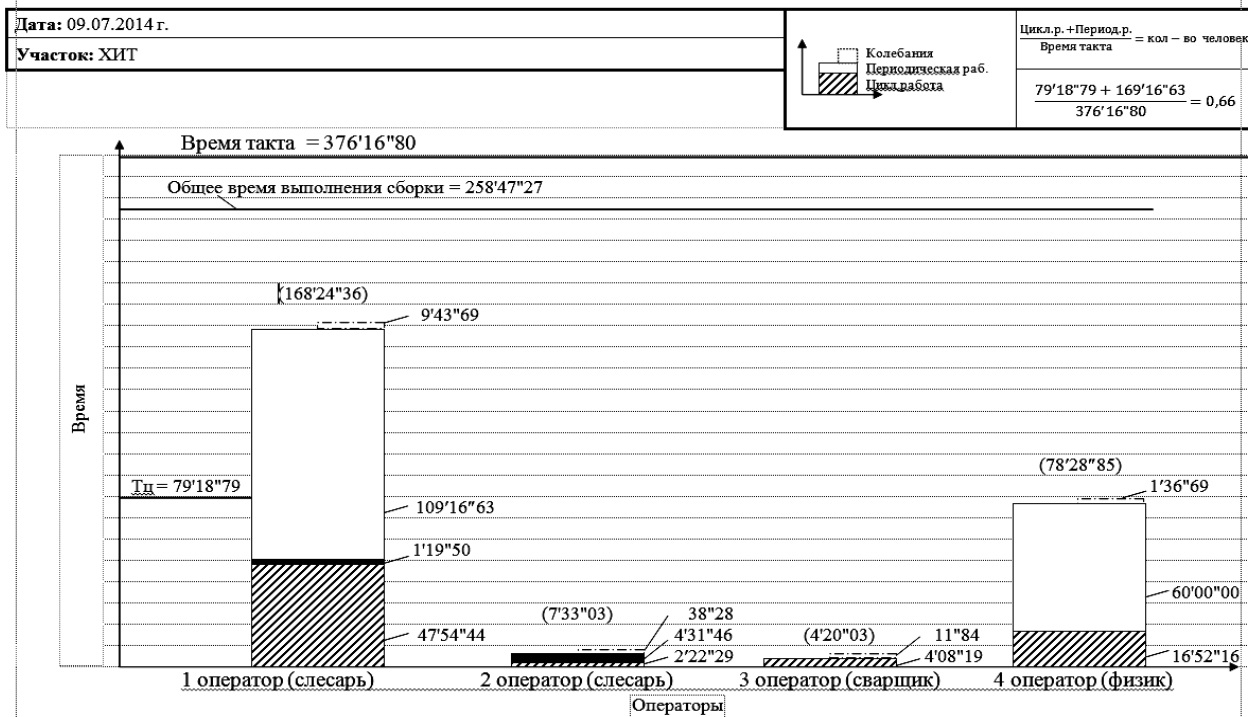 Дата: 09.07.2014 г.
Участок: ХИТ
Колебания
Периодическая раб.
Цикл.работа
Цикл.р.+Период.р.
Время такта
= кол − во человек
79'18"79 + 169'16"63
376'16"80
= 0,66
Время такта = 376'16"80
Общее время выполнения сборки = 258'47"27
(168'24"36)
9'43"69
Время
(78'28"85)
Тц = 79'18"79
1'36"69
109'16"63
1'19"50
60'00"00
(7'33"03)
38"28
47'54"44
4'31"46
(4'20"03)
11"84
2'22"29
4'08"19
16'52"16
1 оператор (слесарь)
2 оператор (слесарь)
3 оператор (сварщик)
4 оператор (физик)
Операторы